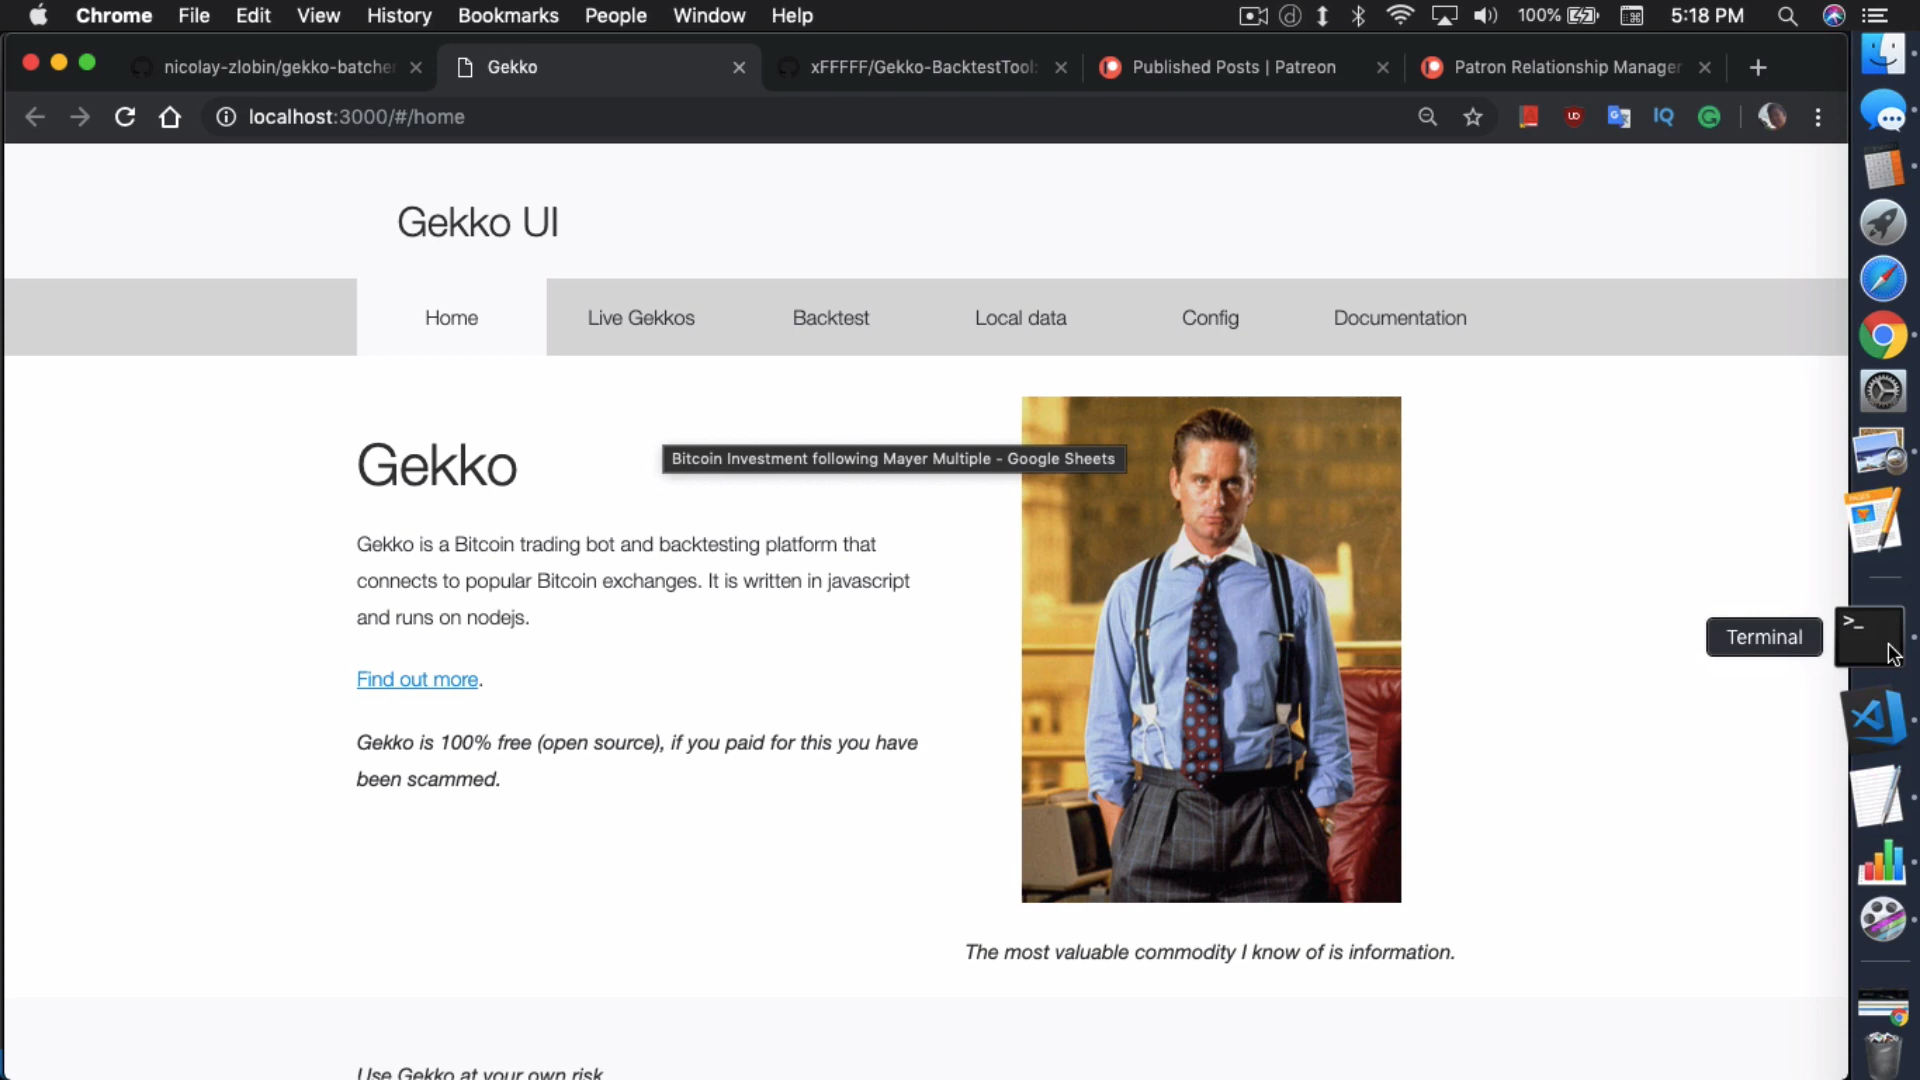 Chrome File Edit View History Bookmarks People Window Help 100% 5:18 PM
nicolay-zlobin/gekko-batcher Gekko xFFFFF/Gekko-BacktestTool: Published Posts | Patreon Patron Relationship Manager
localhost:3000/#/home
Gekko UI
Home Live Gekkos Backtest Local data Config Documentation
Gekko
Bitcoin Investment following Mayer Multiple - Google Sheets
Gekko is a Bitcoin trading bot and backtesting platform that
connects to popular Bitcoin exchanges. It is written in javascript
and runs on nodejs.
Find out more.
Gekko is 100% free (open source), if you paid for this you have
been scammed.
The most valuable commodity I know of is information.
Use Gekko at your own risk
Terminal
>_
IQ
UD
PAGES